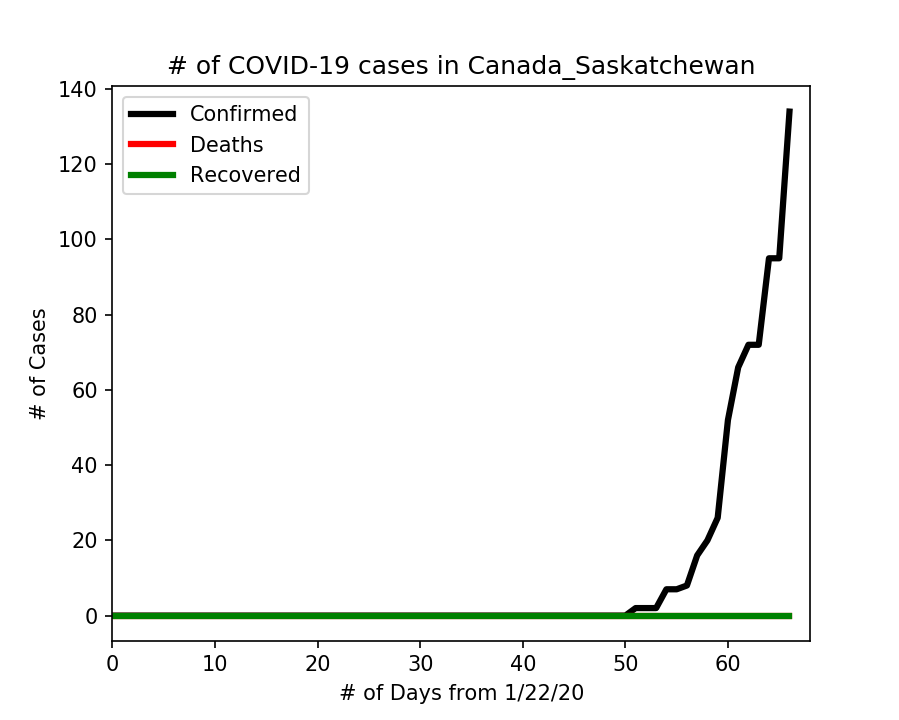 # of COVID-19 cases in Canada_Saskatchewan
140
120
100
80
60
40
20
0
# of Cases
Confirmed
Deaths
Recovered
0 10 20 30 40 50 60
# of Days from 1/22/20